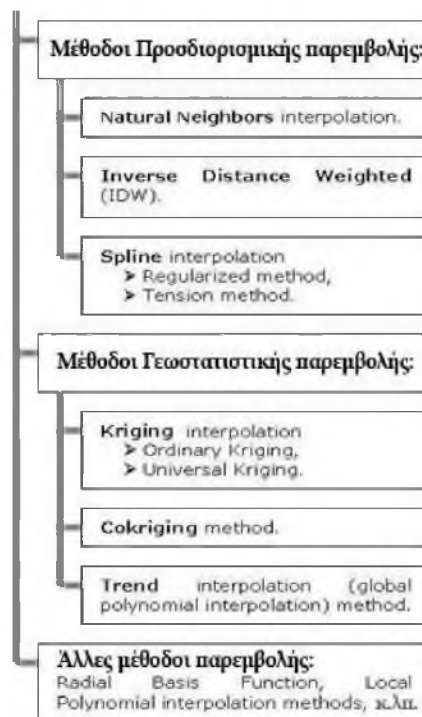 Μέθοδοι Προσδιορισμικής παρεμβολής:
Natural Neighbors interpolation.
Inverse Distance Weighted
(IDW).
Spline interpolation
➤ Regularized method,
➤ Tension method.
Μέθοδοι Γεωστατιστικής παρεμβολής:
Kriging interpolation
➤ Ordinary Kriging,
➤ Universal Kriging.
Cokriging method.
Trend interpolation (global
polynomial interpolation) method.
Άλλες μέθοδοι παρεμβολής:
Radial Basis Function, Local
Polynomial interpolation methods, κ.λπ.